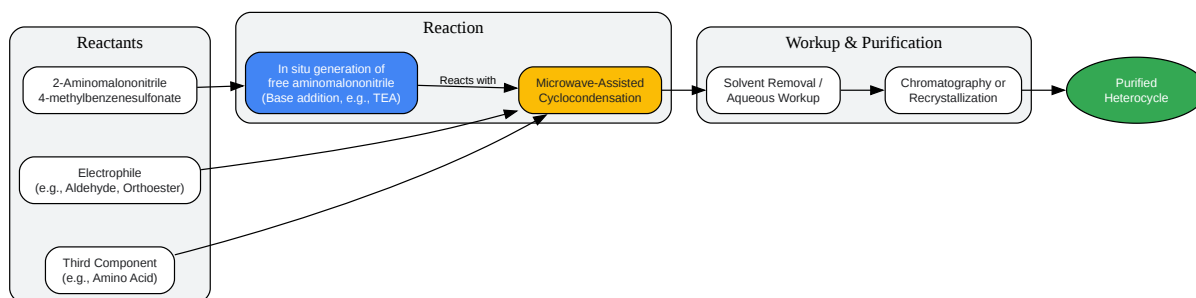 Reactants
2-Aminomalononitrile
4-methylbenzenesulfonate
Electrophile
(e.g., Aldehyde, Orthoester)
Third Component
(e.g., Amino Acid)
Reaction
In situ generation of
free aminomalononitrile
(Base addition, e.g., TEA)
Reacts with
Microwave-Assisted
Cyclocondensation
Workup & Purification
Solvent Removal /
Aqueous Workup
Chromatography or
Recrystallization
Purified
Heterocycle